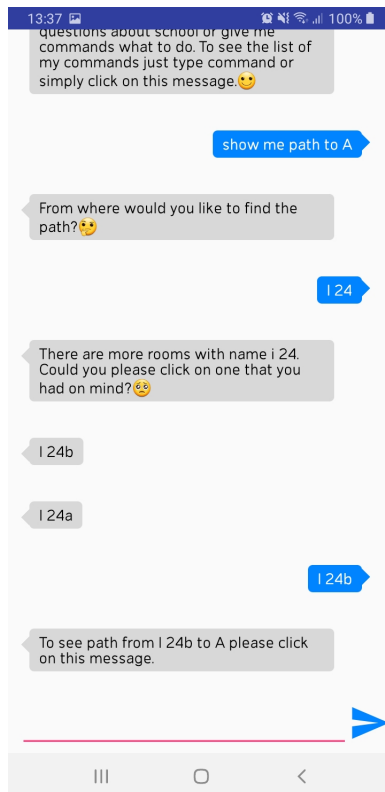 13:37 100%
questions about school or give me
commands what to do. To see the list of
my commands just type command or
simply click on this message.
show me path to A
From where would you like to find the
path?
I 24
There are more rooms with name i 24.
Could you please click on one that you
had on mind?
I 24b
I 24a
I 24b
To see path from I 24b to A please click
on this message.